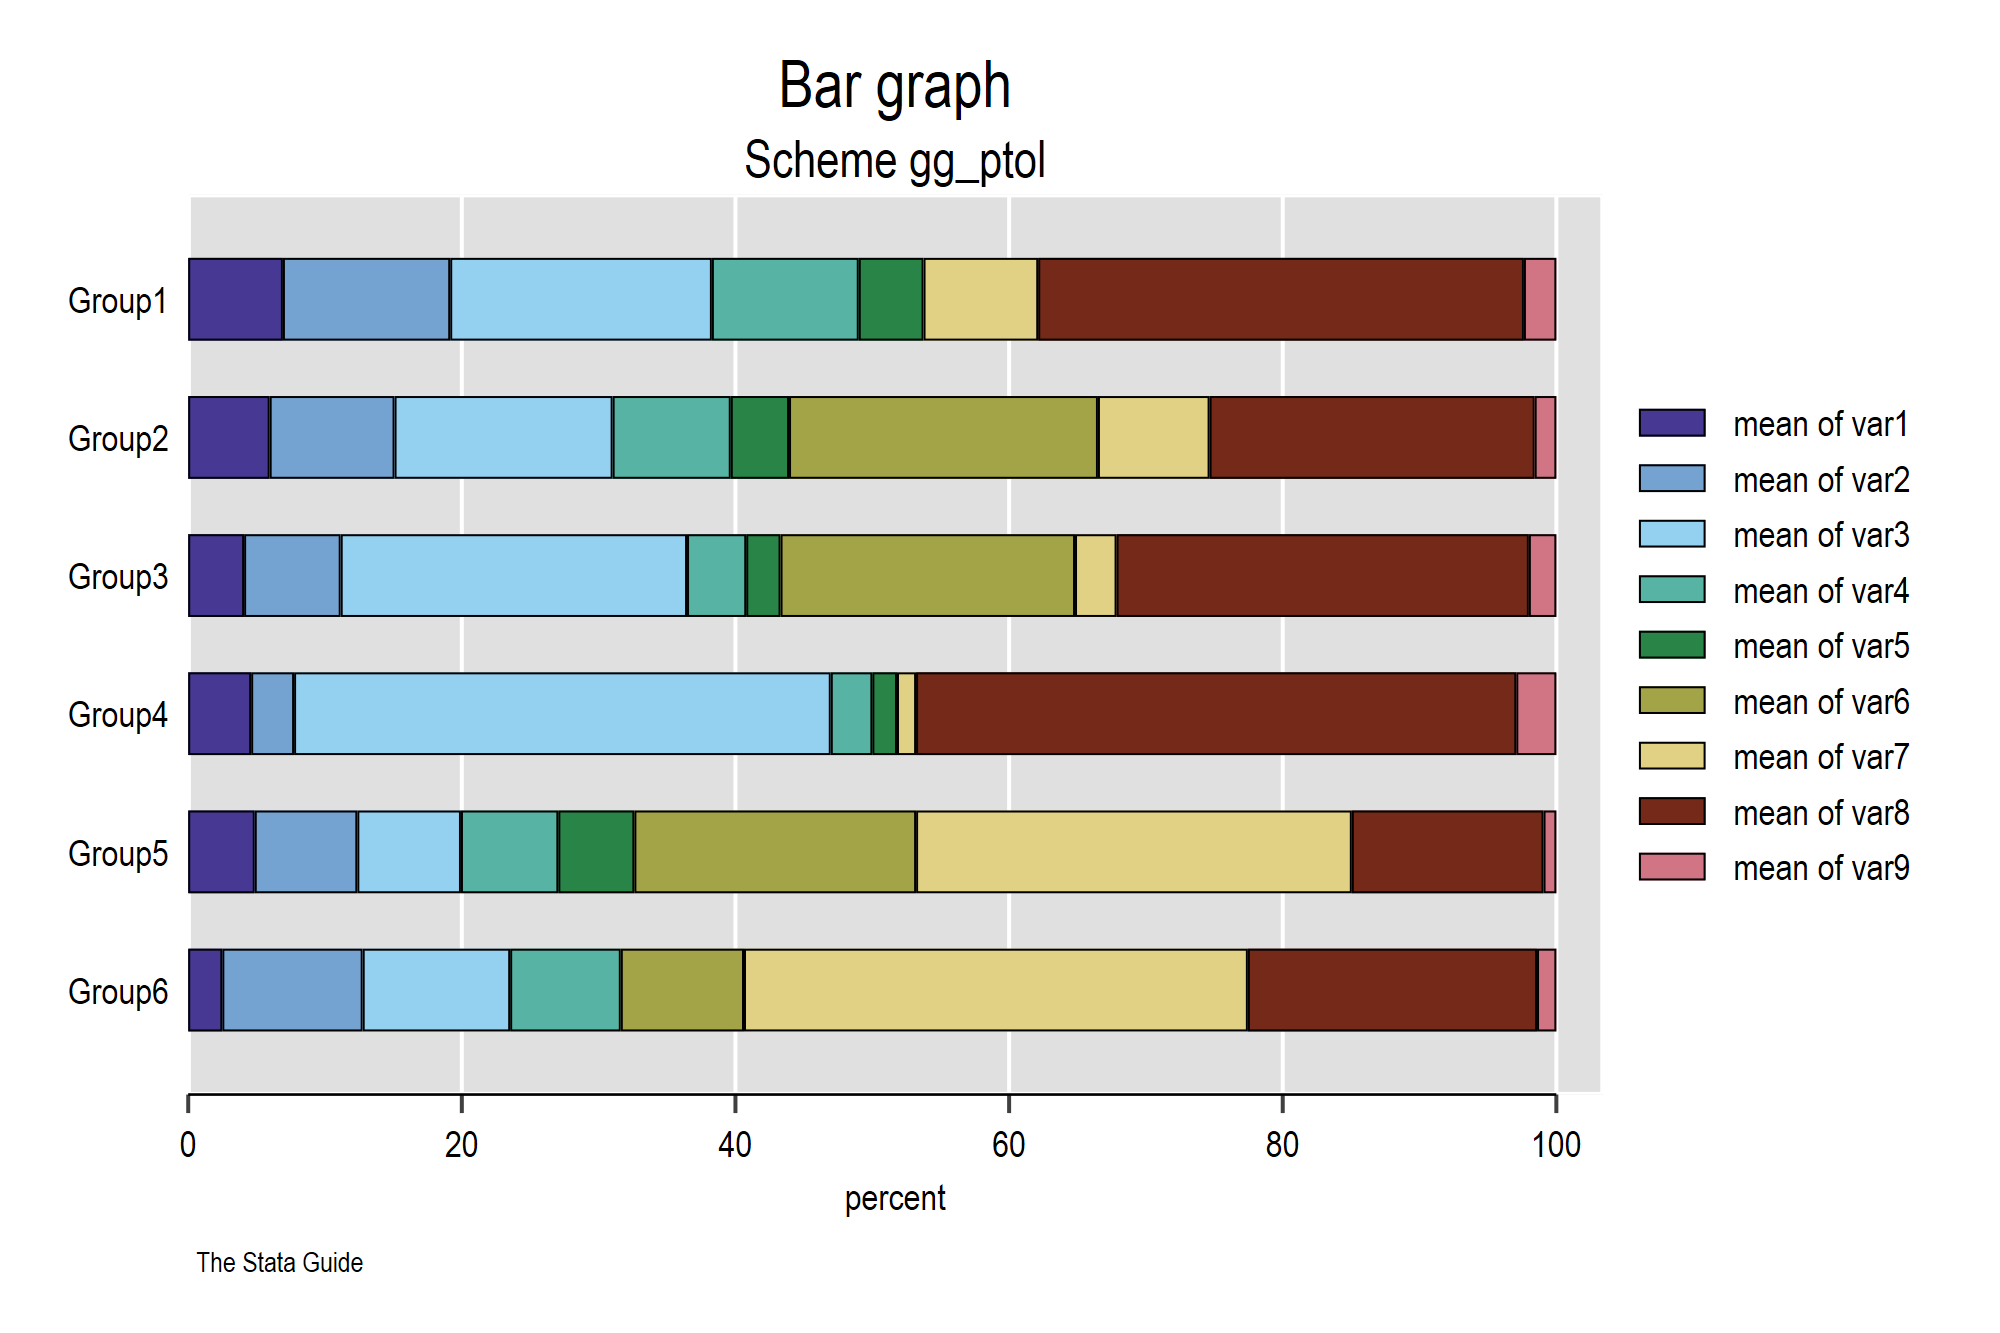 Bar graph
Scheme gg_ptol
Group1
Group2
Group3
Group4
Group5
Group6
0 20 40 60 80 100
percent
mean of var1
mean of var2
mean of var3
mean of var4
mean of var5
mean of var6
mean of var7
mean of var8
mean of var9
The Stata Guide